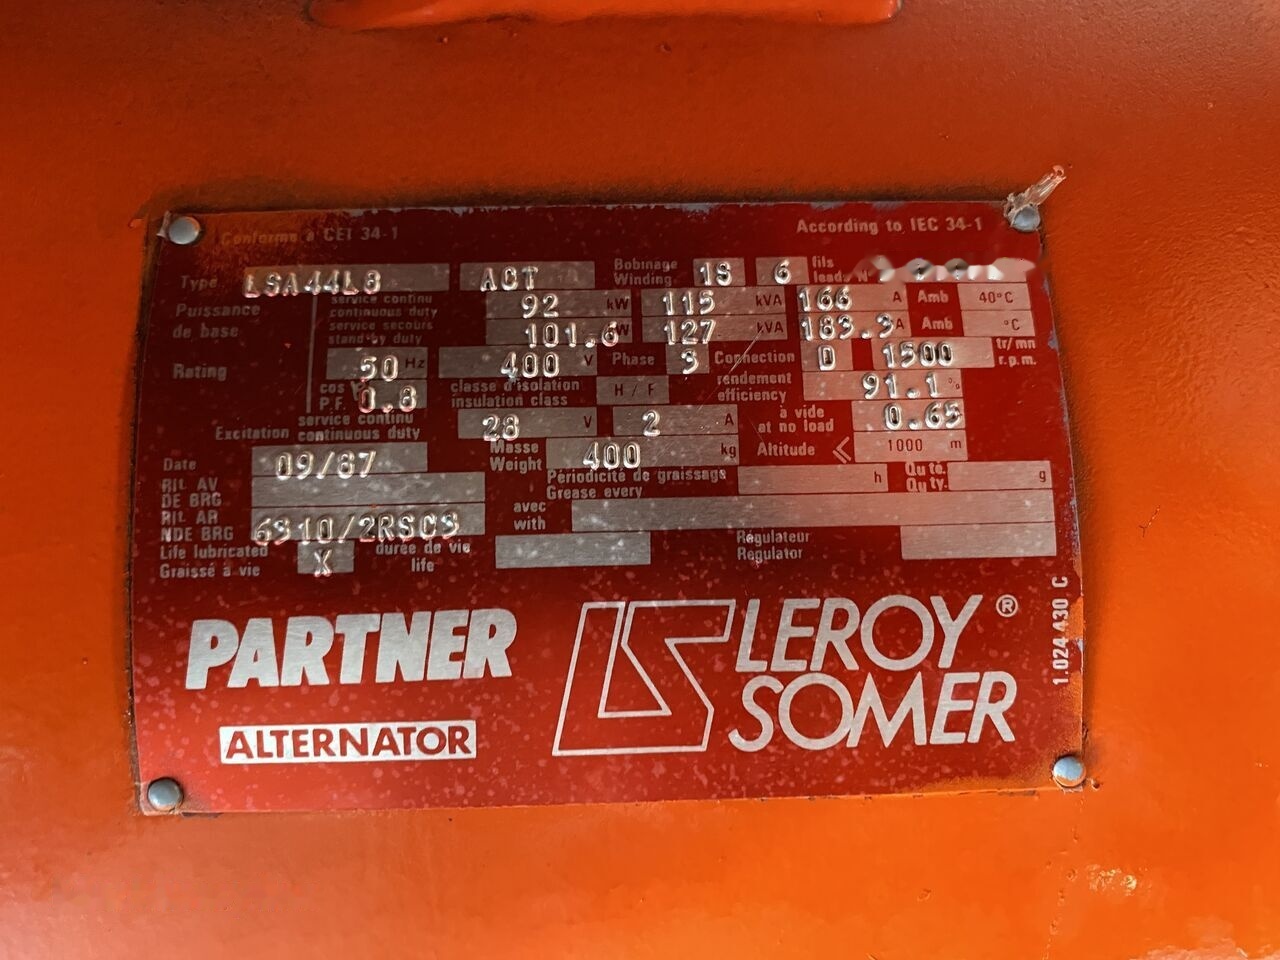 Conforme à CEI 34-1 According to IEC 34-1
Type LSA44L8 ACT Bobinage Winding 1S 6 fils leads N°
Puissance de base service continu continuous duty 92 kW 115 kVA 166 A Amb 40°C
service secours stand-by duty 101.6 kW 127 kVA 183.3 A Amb °C
Rating 50 Hz 400 V Phase 3 Connection D 1500 tr/mn r.p.m.
cos P.F. 0.8 classe d'isolation insulation class H / F rendement efficiency 91.1 %
Excitation service continu continuous duty 28 V 2 A à vide at no load 0.65
Date 09/87 Masse Weight 400 kg Altitude ≤ 1000 m
RIL AV DE BRG Périodicité de graissage Grease every h Qu té. Qu ty. g
RIL AR NDE BRG 6310/2RSC3 avec with
Life lubricated Graissé à vie X durée de vie life Régulateur Regulator
1.024 430 C
PARTNER
ALTERNATOR
LS LEROY ®
SOMER